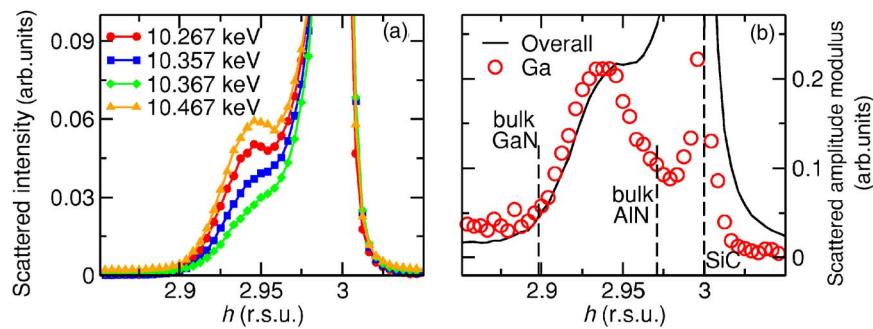 (a)
10.267 keV
10.357 keV
10.367 keV
10.467 keV
Scattered intensity (arb.units)
0.09
0.06
0.03
0
2.9
2.95
3
h (r.s.u.)
(b)
Overall
Ga
bulk
GaN
bulk
AlN
SiC
0.2
0.1
0
Scattered amplitude modulus
(arb.units)
2.9
2.95
3
h (r.s.u.)